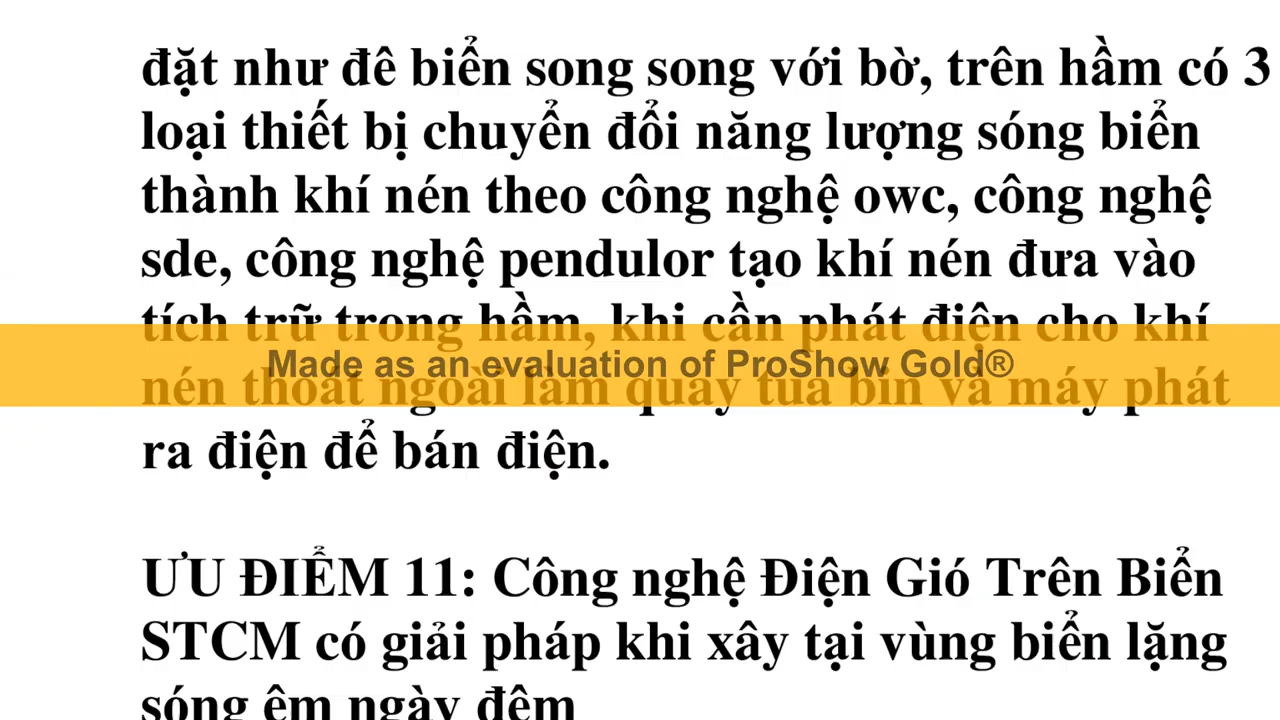 đặt như đê biển song song với bờ, trên hầm có 3
loại thiết bị chuyển đổi năng lượng sóng biển
thành khí nén theo công nghệ owc, công nghệ
sde, công nghệ pendulor tạo khí nén đưa vào
tích trữ trong hầm, khi cần phát điện cho khí
Made as an evaluation of ProShow Gold®
nén thoát ngoài làm quay tua bin và máy phát
ra điện để bán điện.
ƯU ĐIỂM 11: Công nghệ Điện Gió Trên Biển
STCM có giải pháp khi xây tại vùng biển lặng
sóng êm ngày đêm